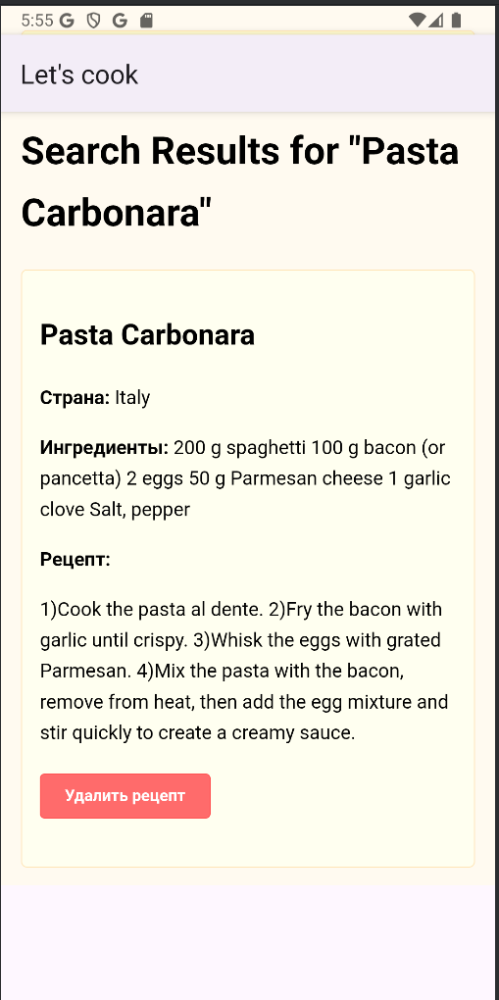 5:55
Let's cook
Search Results for "Pasta
Carbonara"
Pasta Carbonara
Страна: Italy
Ингредиенты: 200 g spaghetti 100 g bacon (or
pancetta) 2 eggs 50 g Parmesan cheese 1 garlic
clove Salt, pepper
Рецепт:
1)Cook the pasta al dente. 2)Fry the bacon with
garlic until crispy. 3)Whisk the eggs with grated
Parmesan. 4)Mix the pasta with the bacon,
remove from heat, then add the egg mixture and
stir quickly to create a creamy sauce.
Удалить рецепт